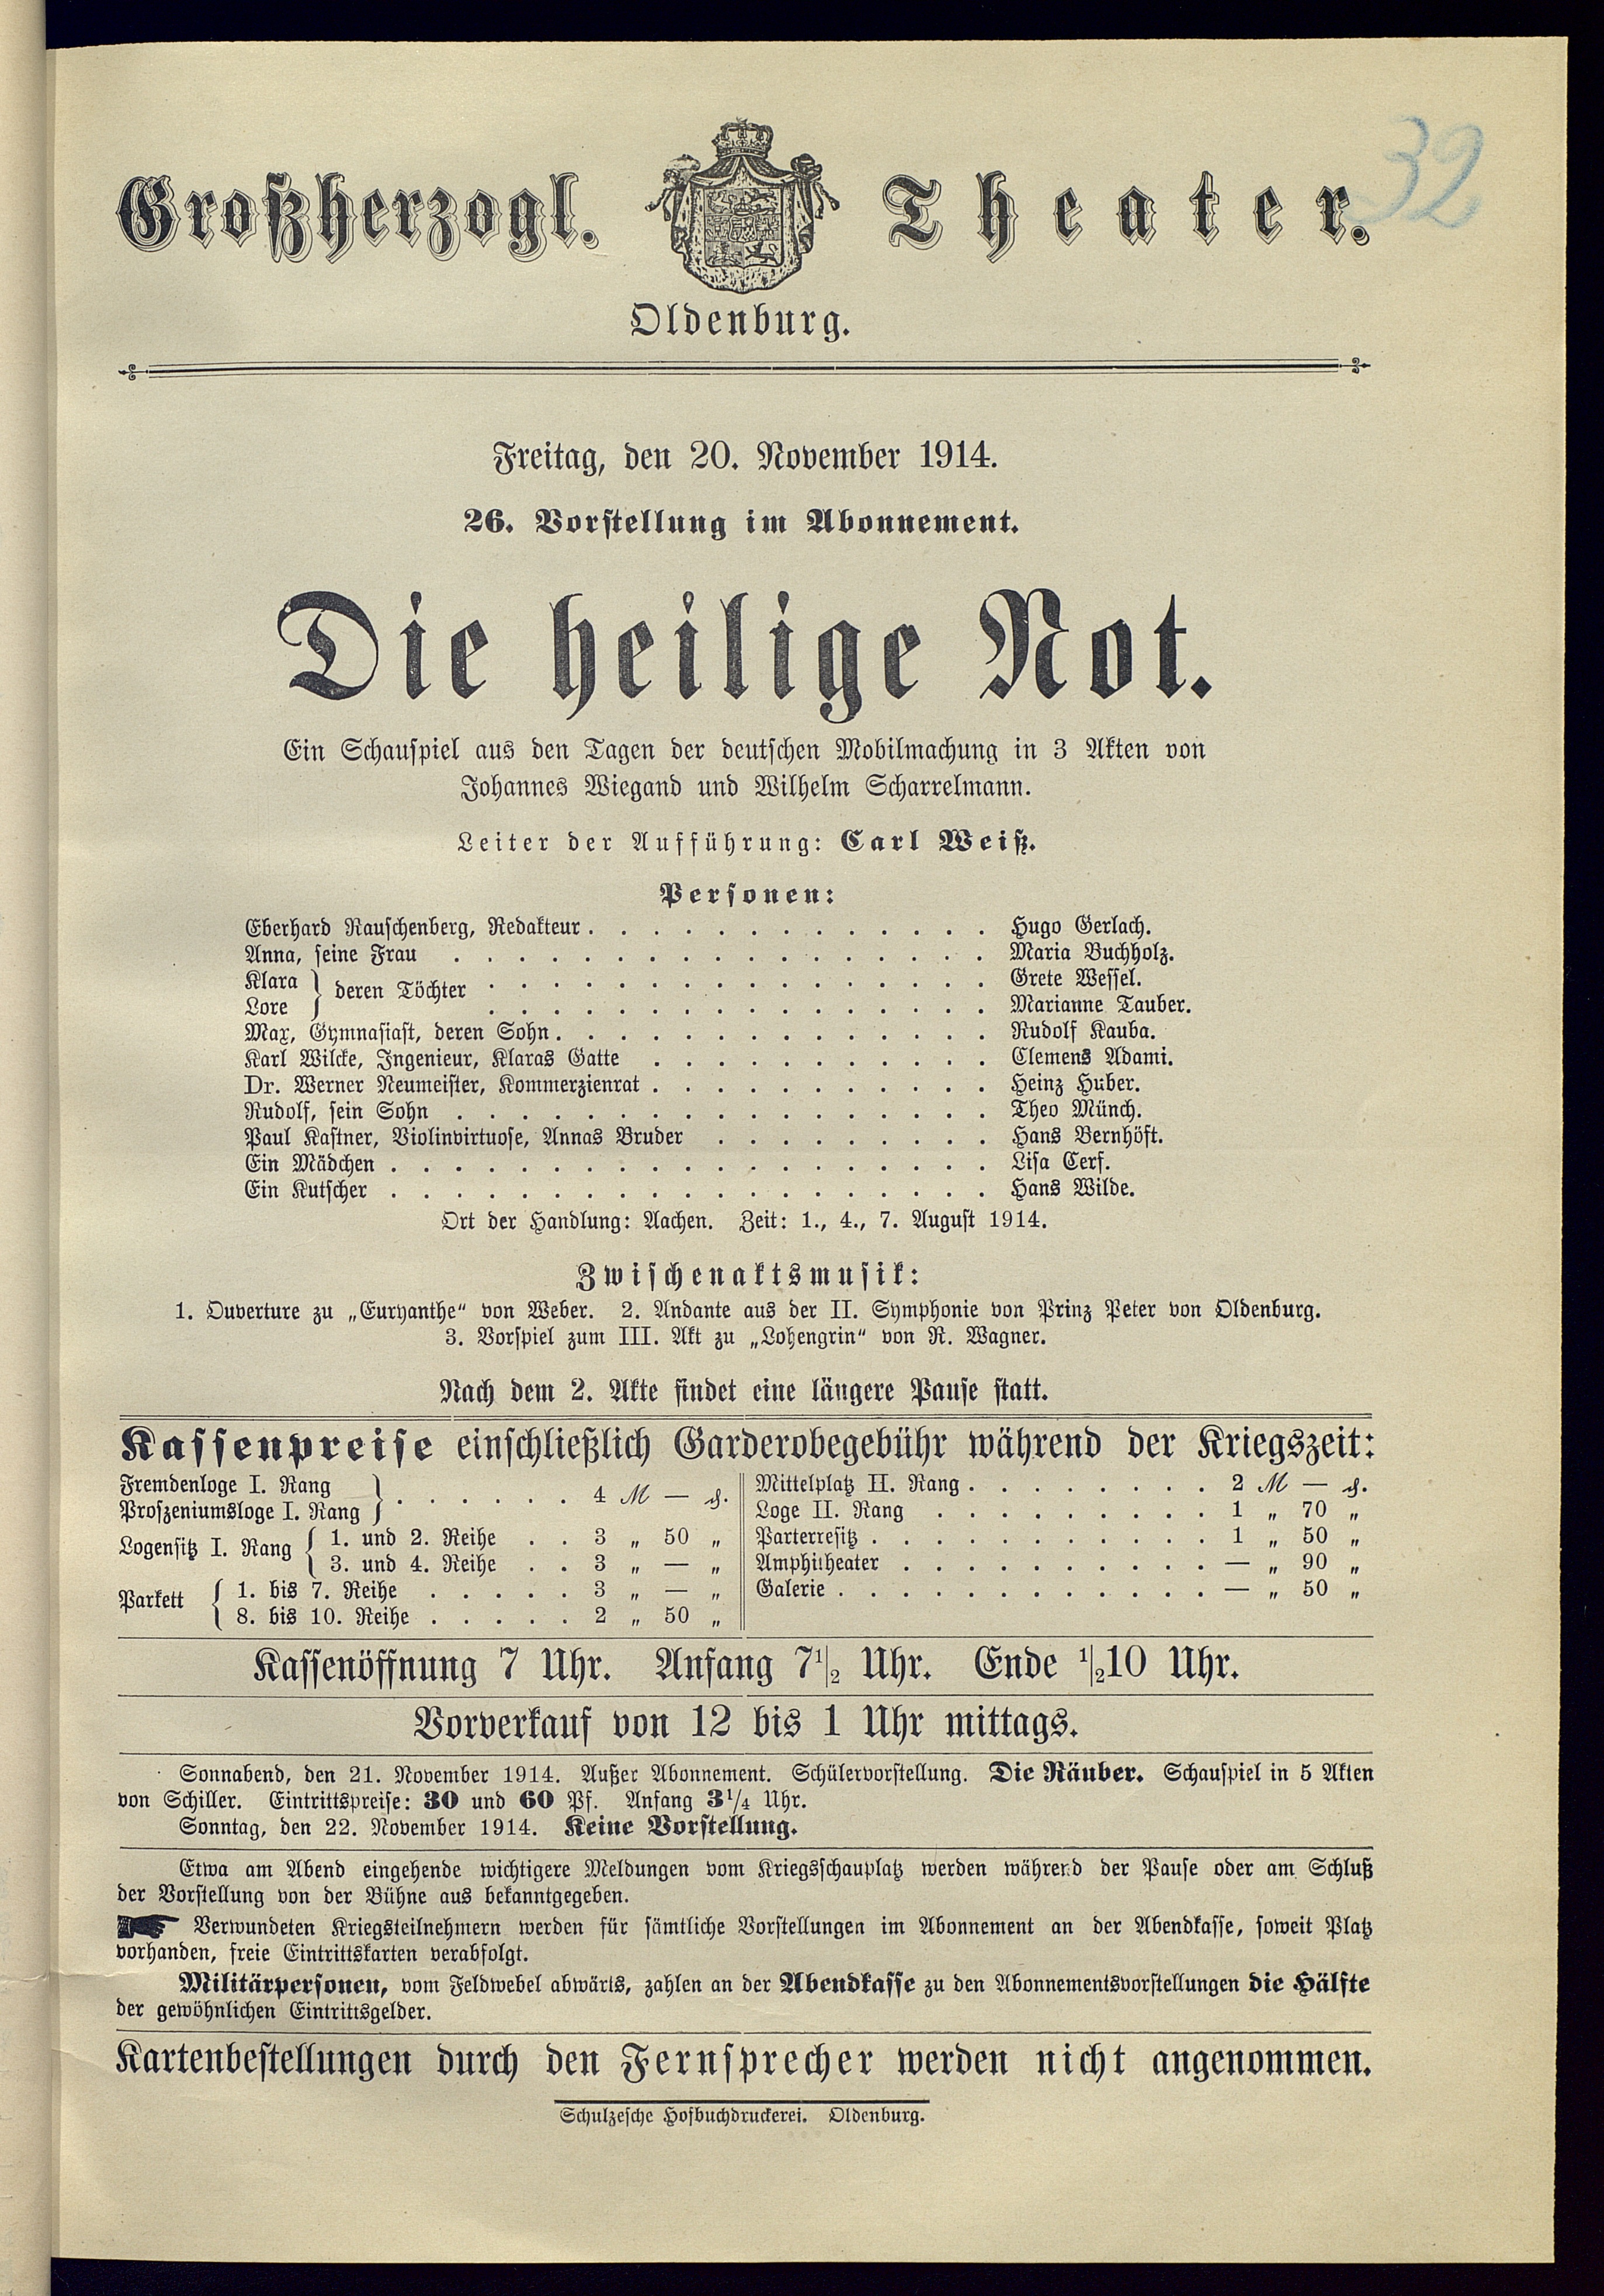 32
Großherzogl. Theater.
Oldenburg.
Freitag, den 20. November 1914.
26. Vorstellung im Abonnement.
Die heilige Not.
Ein Schauspiel aus den Tagen der deutschen Mobilmachung in 3 Akten von
Johannes Wiegand und Wilhelm Scharrelmann.
Leiter der Aufführung: Carl Weiß.
Personen:
Eberhard Rauschenberg, Redakteur . . . . . . . . . . . . . Hugo Gerlach.
Anna, seine Frau . . . . . . . . . . . . . . . . . Maria Buchholz.
Klara } deren Töchter . . . . . . . . . . . . . . . . Grete Wessel.
Lore } . . . . . . . . . . . . . . . . Marianne Tauber.
Max, Gymnasiast, deren Sohn . . . . . . . . . . . . . . Rudolf Kauba.
Karl Wilcke, Ingenieur, Klaras Gatte . . . . . . . . . . . Clemens Adami.
Dr. Werner Neumeister, Kommerzienrat . . . . . . . . . . . Heinz Huber.
Rudolf, sein Sohn . . . . . . . . . . . . . . . . . Theo Münch.
Paul Kastner, Violinvirtuose, Annas Bruder . . . . . . . . . Hans Bernhöft.
Ein Mädchen . . . . . . . . . . . . . . . . . . . Lisa Cerf.
Ein Kutscher . . . . . . . . . . . . . . . . . . . Hans Wilde.
Ort der Handlung: Aachen. Zeit: 1., 4., 7. August 1914.
Zwischenaktsmusik:
1. Ouverture zu „Euryanthe“ von Weber. 2. Andante aus der II. Symphonie von Prinz Peter von Oldenburg.
3. Vorspiel zum III. Akt zu „Lohengrin“ von R. Wagner.
Nach dem 2. Akte findet eine längere Pause statt.
Kassenpreise einschließlich Garderobegebühr während der Kriegszeit:
Fremdenloge I. Rang
Proszeniumsloge I. Rang } . . . . . . 4 ℳ — ₰.
Logensitz I. Rang { 1. und 2. Reihe . . 3 „ 50 „
3. und 4. Reihe . . 3 „ — „
Parkett { 1. bis 7. Reihe . . . . . 3 „ — „
8. bis 10. Reihe . . . . . 2 „ 50 „
Mittelplatz II. Rang . . . . . . . . 2 ℳ — ₰.
Loge II. Rang . . . . . . . . . 1 „ 70 „
Parterresitz . . . . . . . . . . . 1 „ 50 „
Amphitheater . . . . . . . . . . — „ 90 „
Galerie . . . . . . . . . . . . — „ 50 „
Kassenöffnung 7 Uhr. Anfang 7½ Uhr. Ende ½10 Uhr.
Vorverkauf von 12 bis 1 Uhr mittags.
Sonnabend, den 21. November 1914. Außer Abonnement. Schülervorstellung. Die Räuber. Schauspiel in 5 Akten
von Schiller. Eintrittspreise: 30 und 60 Pf. Anfang 3¼ Uhr.
Sonntag, den 22. November 1914. Keine Vorstellung.
Etwa am Abend eingehende wichtigere Meldungen vom Kriegsschauplatz werden während der Pause oder am Schluß
der Vorstellung von der Bühne aus bekanntgegeben.
Verwundeten Kriegsteilnehmern werden für sämtliche Vorstellungen im Abonnement an der Abendkasse, soweit Platz
vorhanden, freie Eintrittskarten verabfolgt.
Militärpersonen, vom Feldwebel abwärts, zahlen an der Abendkasse zu den Abonnementsvorstellungen die Hälfte
der gewöhnlichen Eintrittsgelder.
Kartenbestellungen durch den Fernsprecher werden nicht angenommen.
Schulzesche Hofbuchdruckerei. Oldenburg.